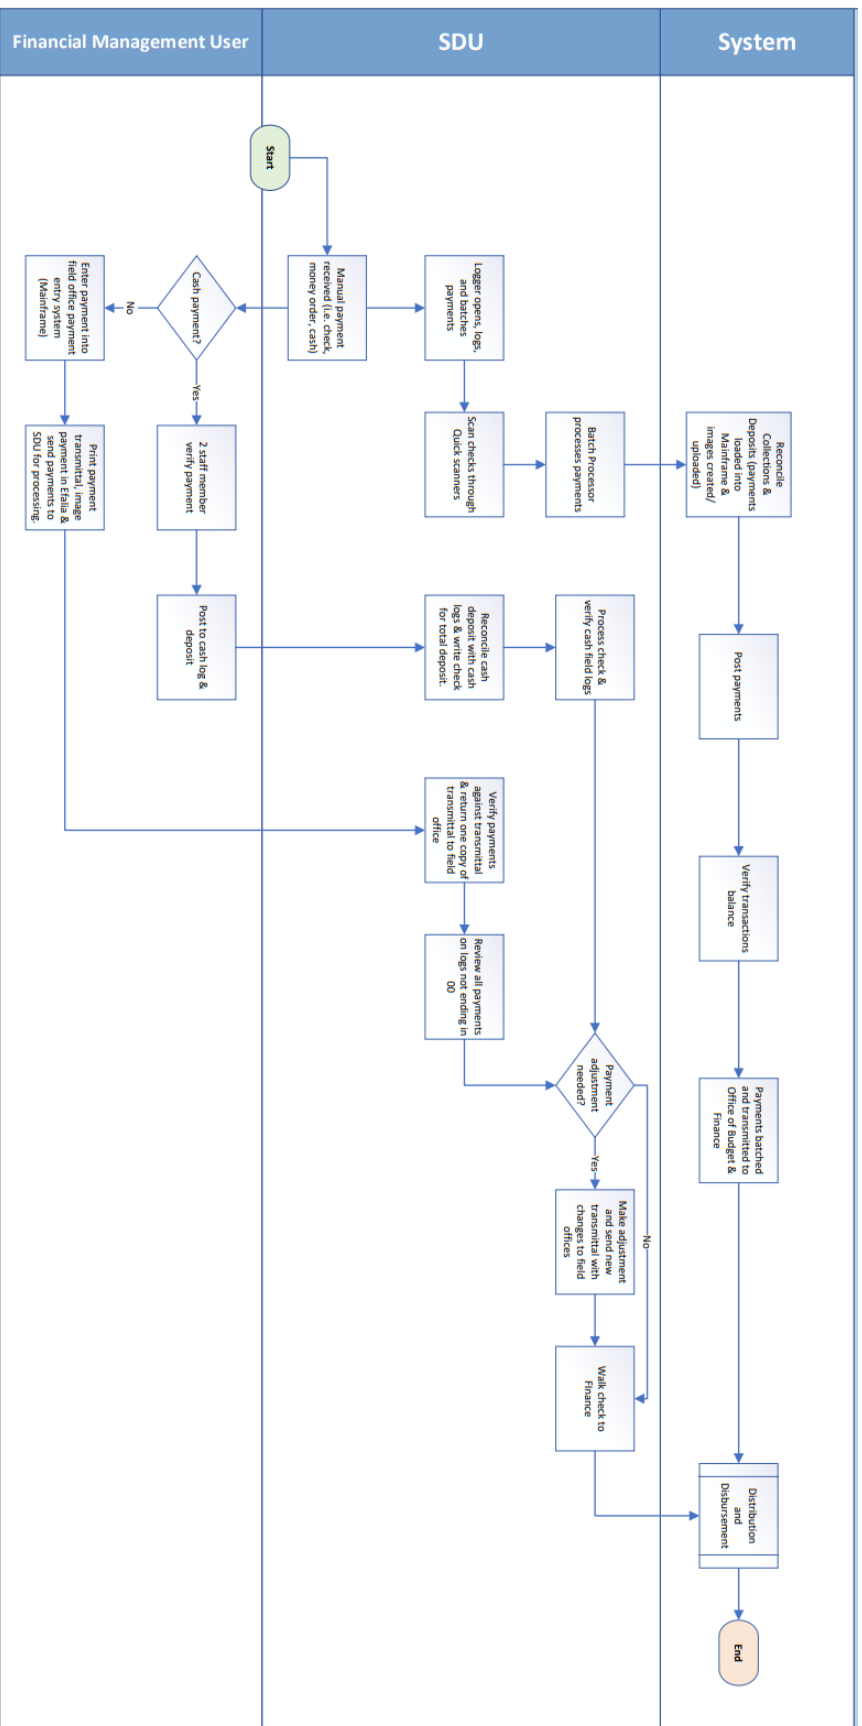 Financial Management User
SDU
System
Start
Manual payment
received (i.e. check,
money order, cash)
Logger opens, logs,
and batches
payments
Scan checks through
Quick scanners
Batch Processor
processes payments
Reconcile
Collections &
Deposits (payments
loaded into
Mainframe &
images created/
uploaded)
Post payments
Verify transactions
balance
Payments batched
and transmitted to
Office of Budget &
Finance
Distribution
and
Disbursement
End
Cash payment?
No
Yes
Enter payment into
field office payment
entry system
(Mainframe)
Print payment
transmittal, image
payment in Efalia &
send payments to
SDU for processing.
2 staff member
verify payment
Post to cash log &
deposit
Reconcile cash
deposit with cash
logs & write check
for total deposit.
Process check &
verify cash field logs
Verify payments
against transmittal
& return one copy of
transmittal to field
office
Review all payments
on logs not ending in
00
Payment
adjustment
needed?
Yes
No
Make adjustment
and send new
transmittal with
changes to field
offices
Walk check to
Finance